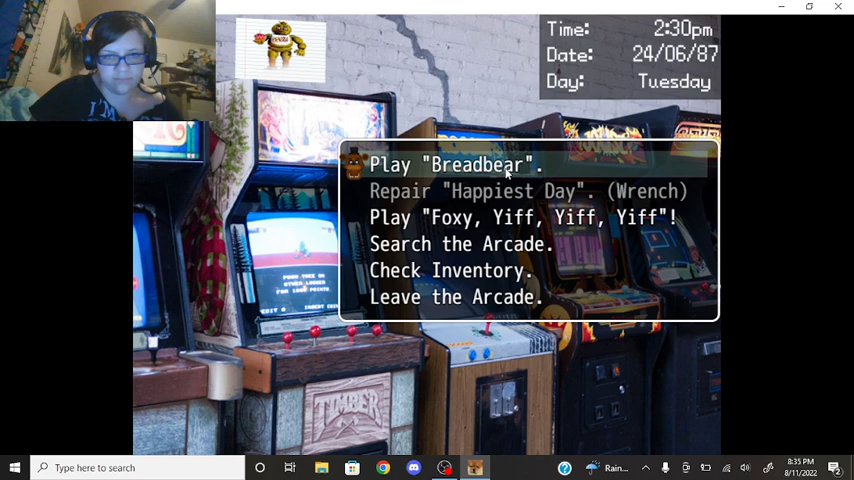 I'M
Time: 2:30pm
Date: 24/06/87
Day: Tuesday
Play "Breadbear".
Repair "Happiest Day". (Wrench)
Play "Foxy, Yiff, Yiff, Yiff"!
Search the Arcade.
Check Inventory.
Leave the Arcade.
TIMBER
Type here to search
Rain...
8:35 PM
8/11/2022
2